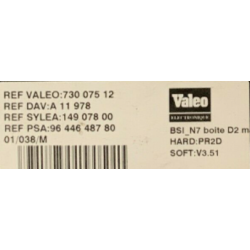 REF VALEO:730 075 12
REF DAV:A 11 978
REF SYLEA:149 078 00
REF PSA:96 446 487 80
01/038/M
Valeo
ELECTRONIQUE
BSI_N7 boite D2 m
HARD:PR2D
SOFT:V3.51